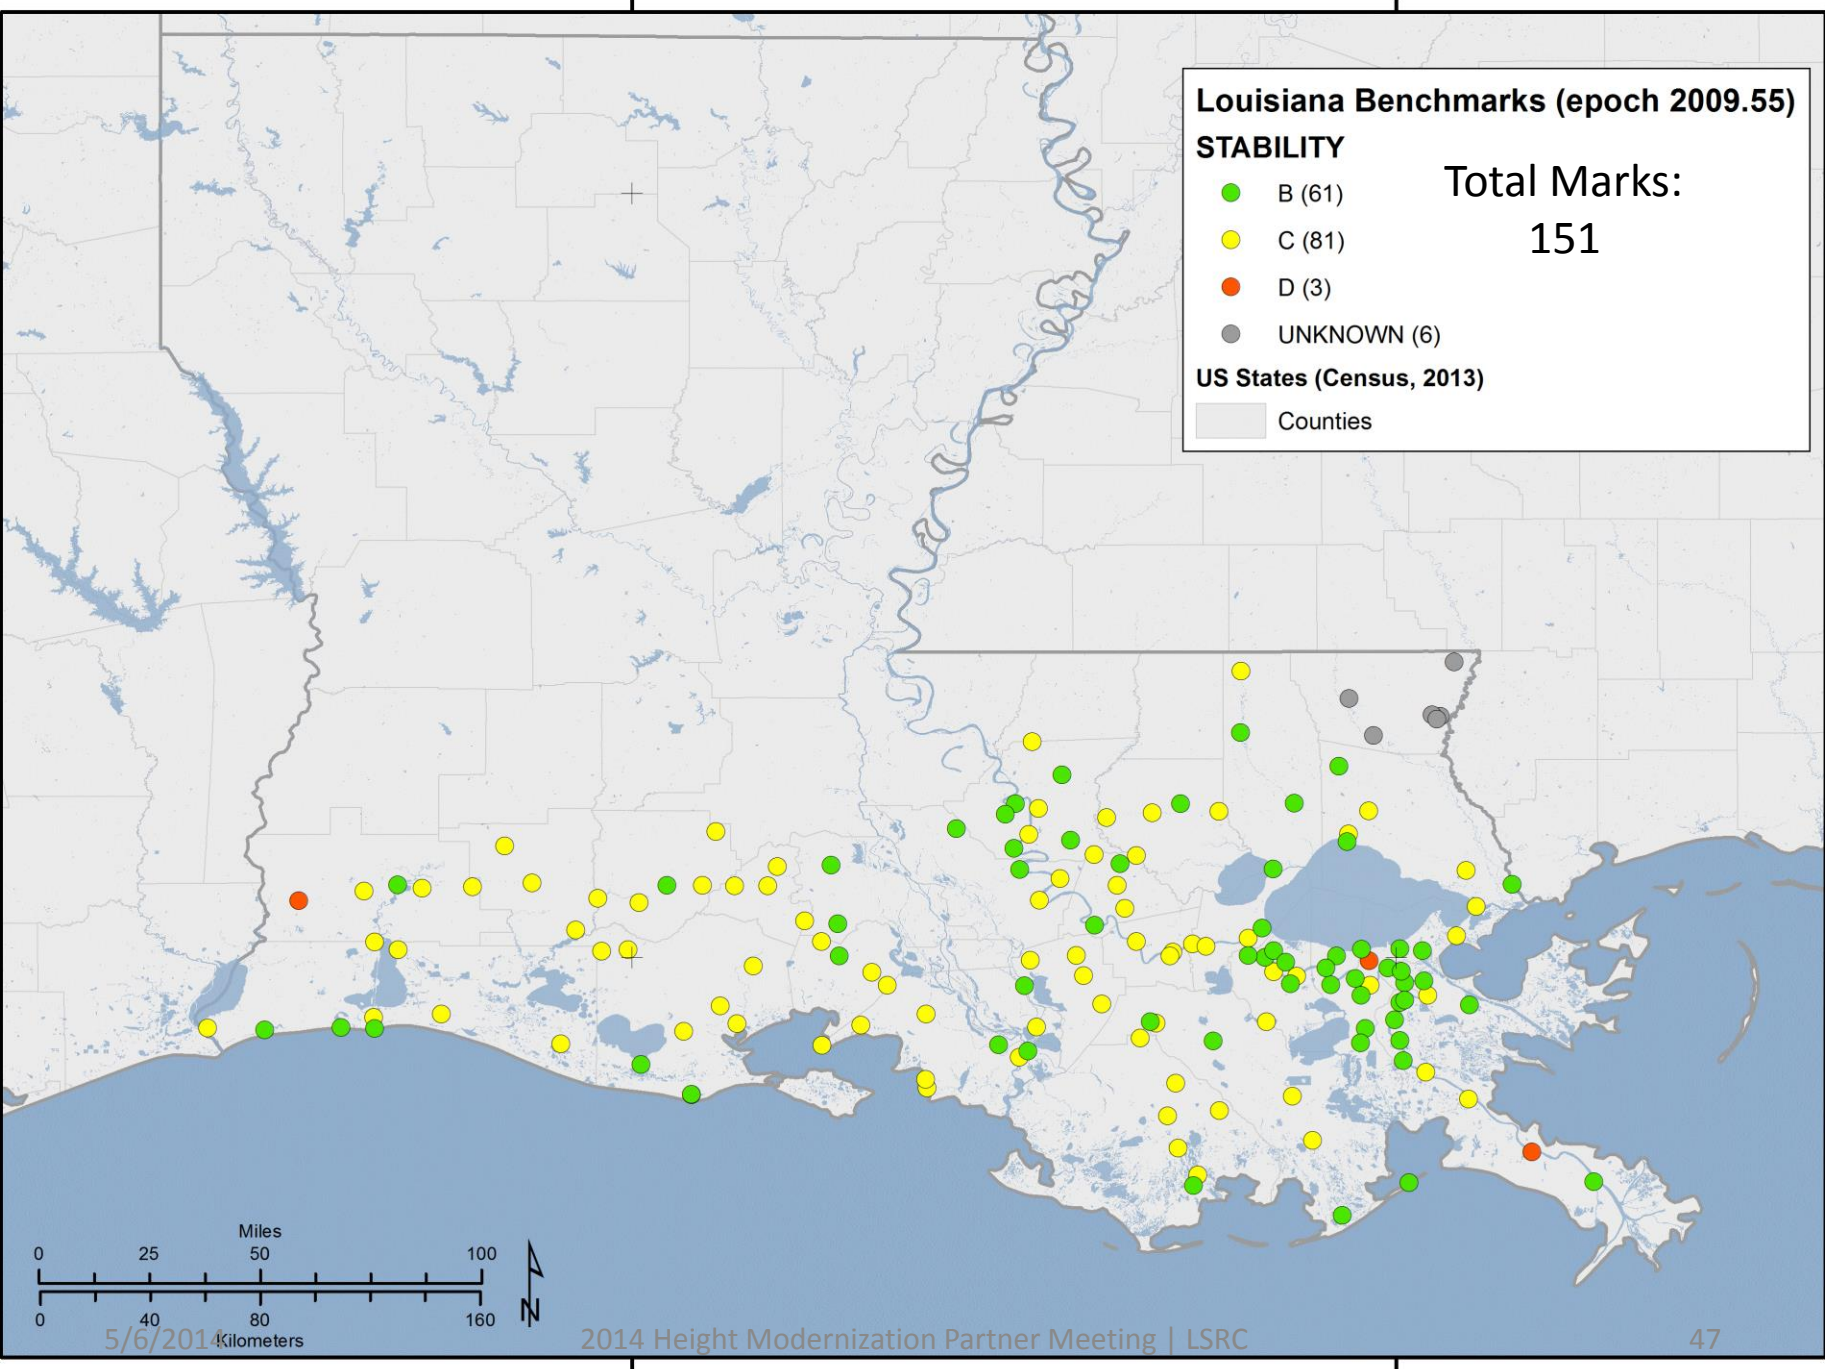 Louisiana Benchmarks (epoch 2009.55)
STABILITY
B (61)
C (81)
D (3)
UNKNOWN (6)
Total Marks:
151
US States (Census, 2013)
Counties
Miles
0 25 50 100
0 40 80 160
Kilometers
N
5/6/2014
2014 Height Modernization Partner Meeting | LSRC
47